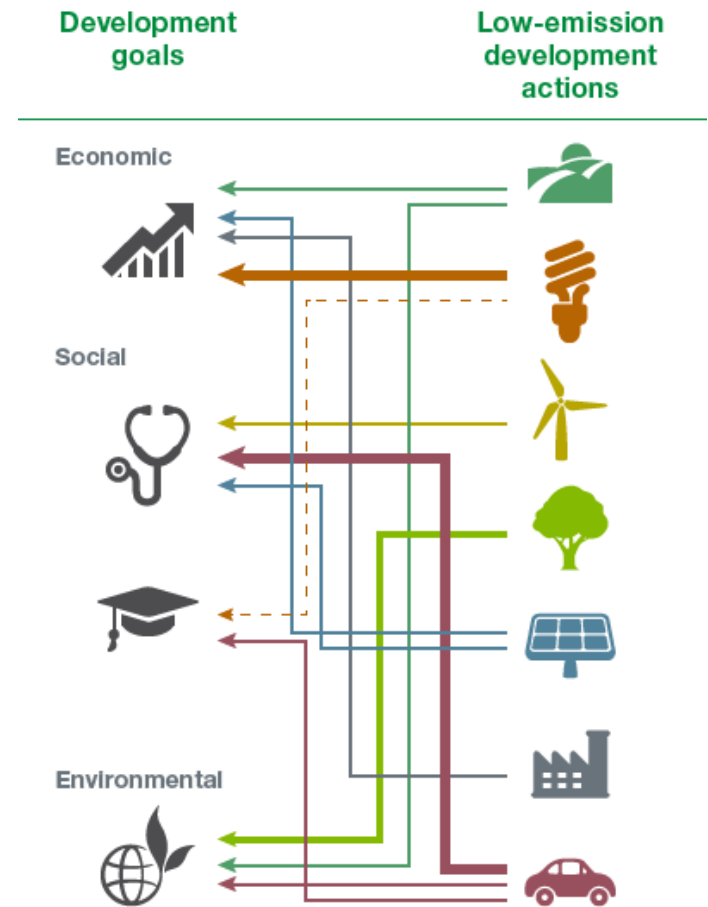 Development
goals
Low-emission
development
actions
Economic
Social
Environmental